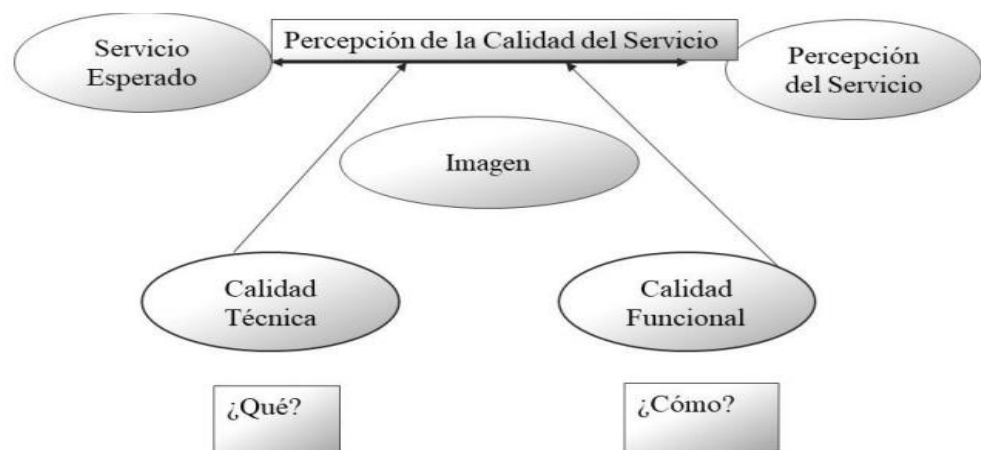 Servicio
Esperado
Percepción de la Calidad del Servicio
Percepción
del Servicio
Imagen
Calidad
Técnica
Calidad
Funcional
¿Qué?
¿Cómo?